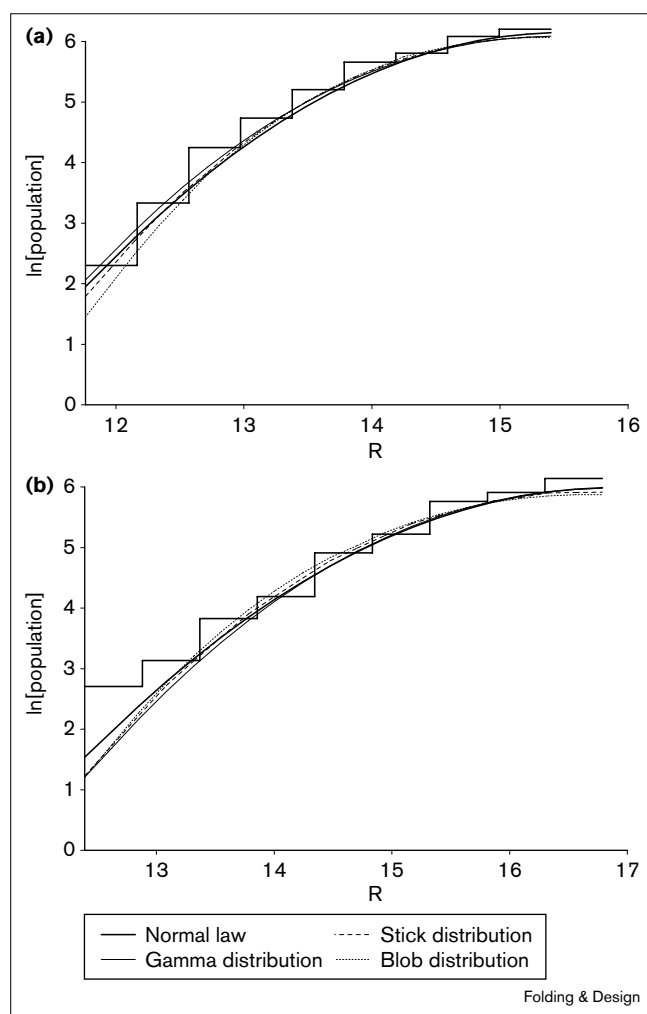 (a)
6
5
4
3
2
1
0
ln[population]
12 13 14 15 16
R
(b)
6
5
4
3
2
1
0
ln[population]
13 14 15 16 17
R
Normal law Stick distribution
Gamma distribution Blob distribution
Folding & Design